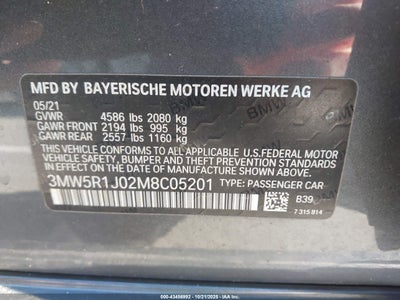 MFD BY BAYERISCHE MOTOREN WERKE AG
05/21
GVWR 4586 lbs 2080 kg
GAWR FRONT 2194 lbs 995 kg
GAWR REAR 2557 lbs 1160 kg
THIS VEHICLE CONFORMS TO ALL APPLICABLE U.S.FEDERAL MOTOR
VEHICLE SAFETY, BUMPER AND THEFT PREVENTION STANDARDS
IN EFFECT ON THE DATE OF MANUFACTURE SHOWN ABOVE.
3MW5R1J02M8C05201 TYPE: PASSENGER CAR
B39
7 315 814
© 43458992 - 10/21/2025 - IAA Inc.